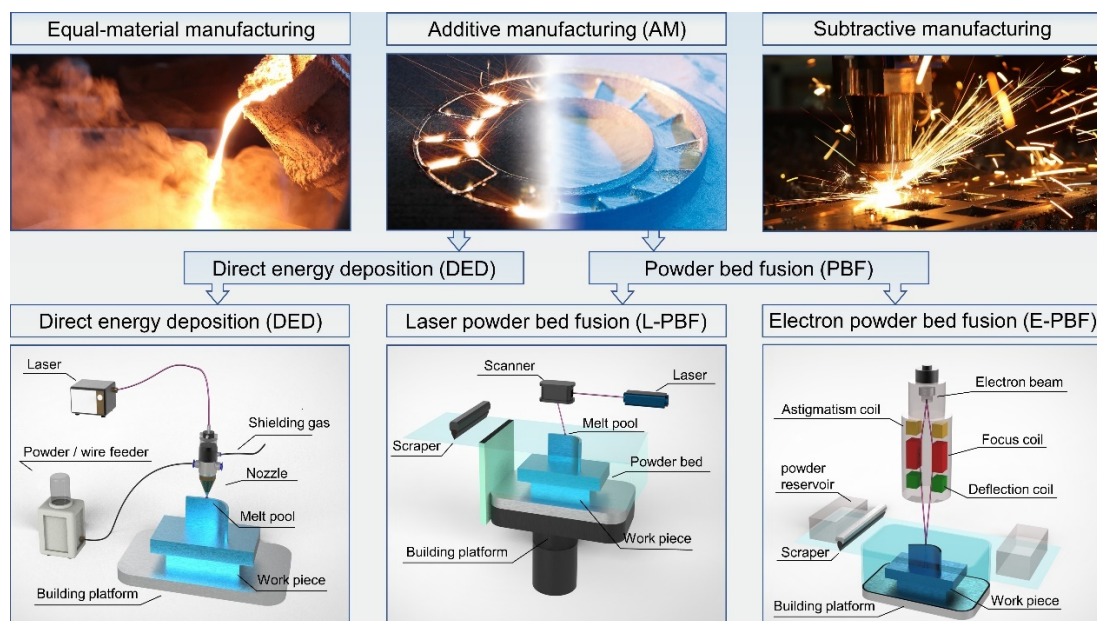 Equal-material manufacturing
Additive manufacturing (AM)
Subtractive manufacturing
Direct energy deposition (DED)
Powder bed fusion (PBF)
Direct energy deposition (DED)
Laser powder bed fusion (L-PBF)
Electron powder bed fusion (E-PBF)
Laser
Shielding gas
Powder / wire feeder
Nozzle
Melt pool
Work piece
Building platform
Scanner
Laser
Melt pool
Scraper
Powder bed
Work piece
Building platform
Electron beam
Astigmatism coil
Focus coil
powder
reservoir
Deflection coil
Scraper
Work piece
Building platform